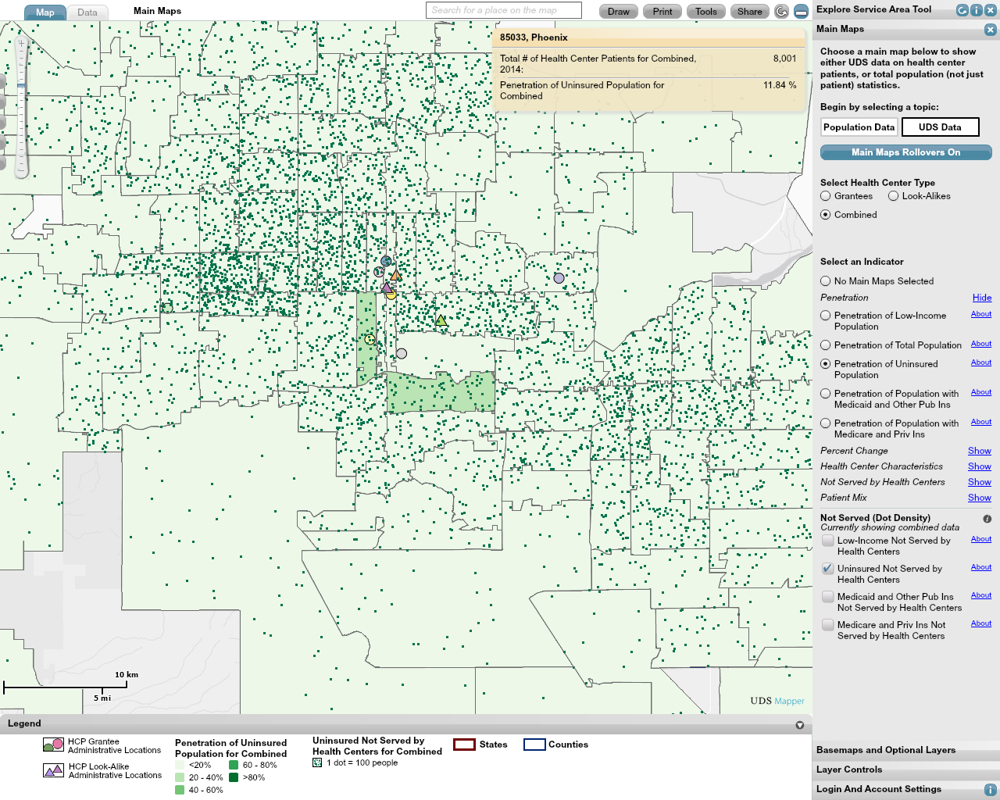 Map
Data
Main Maps
Search for a place on the map
Draw
Print
Tools
Share
85033, Phoenix
Total # of Health Center Patients for Combined, 2014:
8,001
Penetration of Uninsured Population for Combined
11.84 %
10 km
5 mi
UDS Mapper
Explore Service Area Tool
Main Maps
Choose a main map below to show
either UDS data on health center
patients, or total population (not just
patient) statistics.
Begin by selecting a topic:
Population Data
UDS Data
Main Maps Rollovers On
Select Health Center Type
Grantees
Look-Alikes
Combined
Select an Indicator
No Main Maps Selected
Penetration
Hide
Penetration of Low-Income
Population
About
Penetration of Total Population
About
Penetration of Uninsured
Population
About
Penetration of Population with
Medicaid and Other Pub Ins
About
Penetration of Population with
Medicare and Priv Ins
About
Percent Change
Show
Health Center Characteristics
Show
Not Served by Health Centers
Show
Patient Mix
Show
Not Served (Dot Density)
Currently showing combined data
Low-Income Not Served by
Health Centers
About
Uninsured Not Served by
Health Centers
About
Medicaid and Other Pub Ins
Not Served by Health Centers
About
Medicare and Priv Ins Not
Served by Health Centers
About
Basemaps and Optional Layers
Layer Controls
Login And Account Settings
Legend
HCP Grantee
Administrative Locations
HCP Look-Alike
Administrative Locations
Penetration of Uninsured
Population for Combined
<20%
20 - 40%
40 - 60%
60 - 80%
>80%
Uninsured Not Served by
Health Centers for Combined
1 dot = 100 people
States
Counties